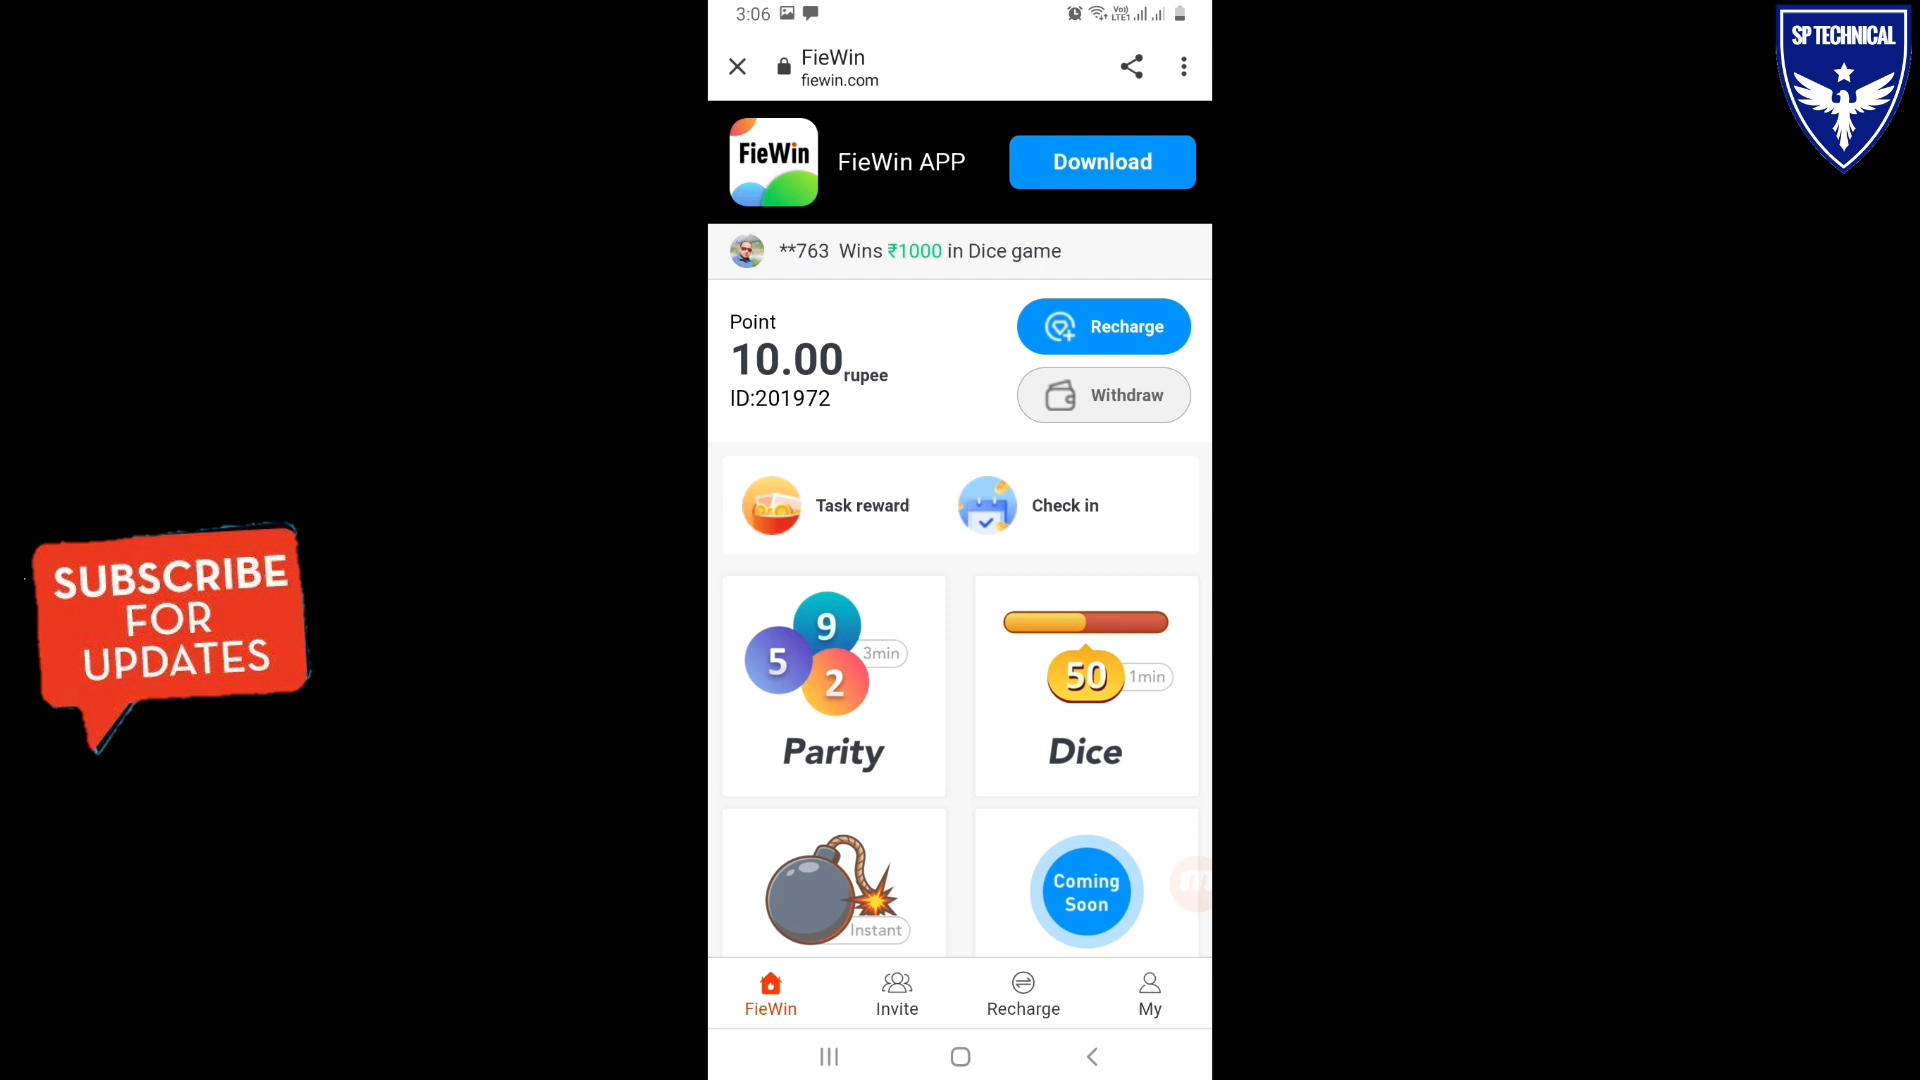 3:06
Vo)) LTE1
FieWin
fiewin.com
SP TECHNICAL
FieWin
FieWin APP
Download
**763 Wins ₹1000 in Dice game
Point
10.00 rupee
ID:201972
Recharge
Withdraw
Task reward
Check in
SUBSCRIBE
FOR
UPDATES
9
5
2
3min
Parity
50
1min
Dice
Instant
Coming
Soon
FieWin
Invite
Recharge
My